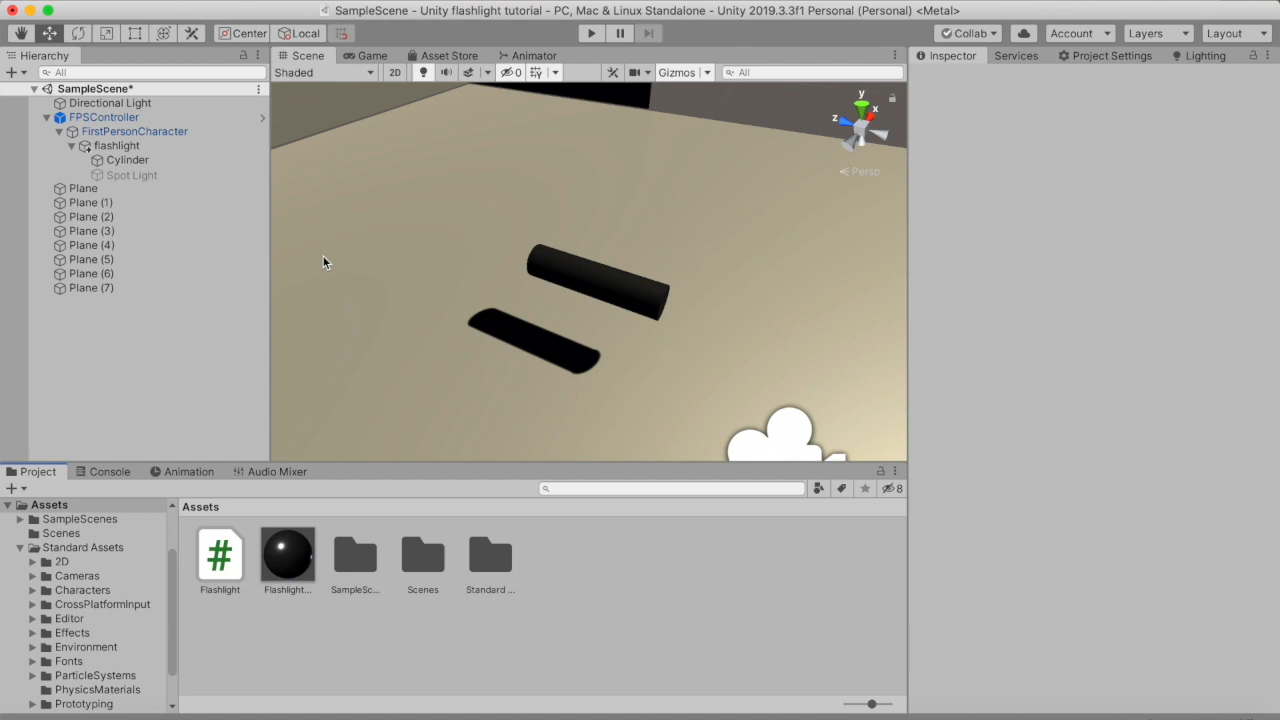 SampleScene - Unity flashlight tutorial - PC, Mac & Linux Standalone - Unity 2019.3.3f1 Personal (Personal) <Metal>
Center Local Collab Account Layers Layout
Hierarchy
All
SampleScene*
Directional Light
FPSController
FirstPersonCharacter
flashlight
Cylinder
Spot Light
Plane
Plane (1)
Plane (2)
Plane (3)
Plane (4)
Plane (5)
Plane (6)
Plane (7)
Scene Game Asset Store Animator
Shaded 2D 0 Gizmos All
y
x
z
Persp
Inspector Services Project Settings Lighting
Project Console Animation Audio Mixer
8
Assets
SampleScenes
Scenes
Standard Assets
2D
Cameras
Characters
CrossPlatformInput
Editor
Effects
Environment
Fonts
ParticleSystems
PhysicsMaterials
Prototyping
Assets
#
Flashlight Flashlight... SampleSc... Scenes Standard ...